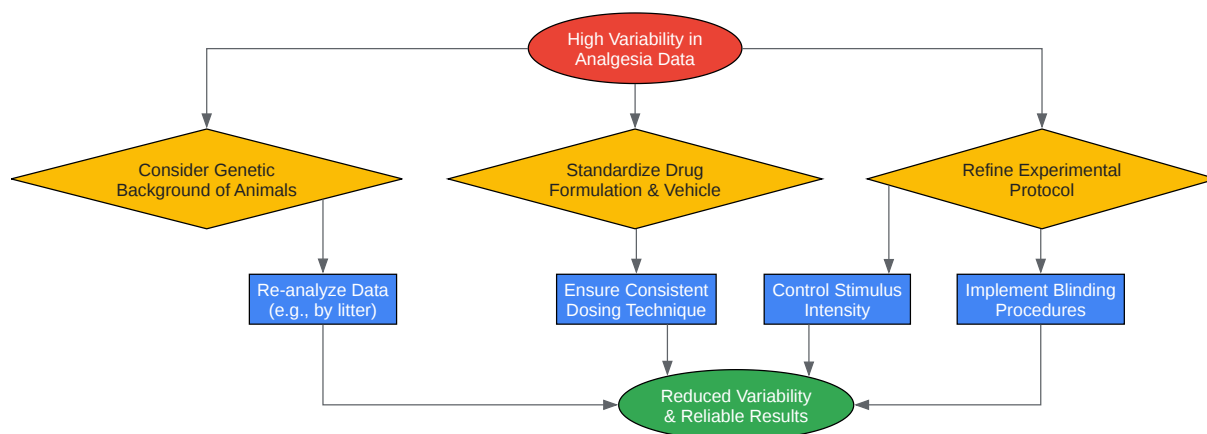 High Variability in
Analgesia Data
Consider Genetic
Background of Animals
Standardize Drug
Formulation & Vehicle
Refine Experimental
Protocol
Re-analyze Data
(e.g., by litter)
Ensure Consistent
Dosing Technique
Control Stimulus
Intensity
Implement Blinding
Procedures
Reduced Variability
& Reliable Results